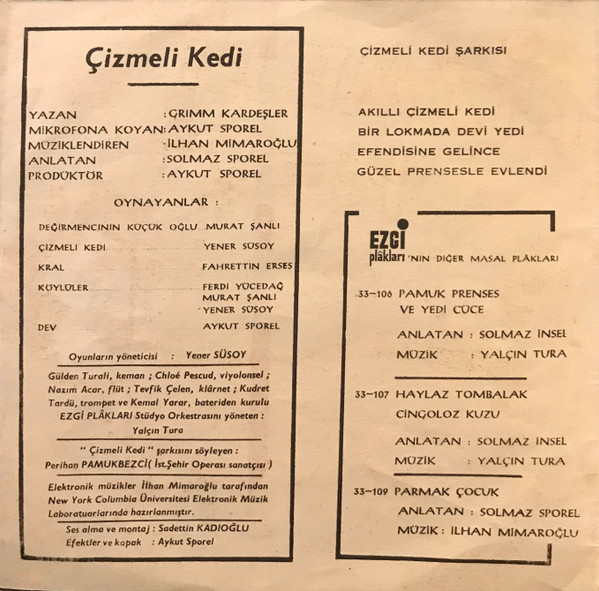 Çizmeli Kedi
YAZAN : GRIMM KARDEŞLER
MİKROFONA KOYAN: AYKUT SPOREL
MÜZİKLENDİREN : İLHAN MİMAROĞLU
ANLATAN : SOLMAZ SPOREL
PRODÜKTÖR : AYKUT SPOREL
OYNAYANLAR :
DEĞİRMENCİNİN KÜÇÜK OĞLU MURAT ŞANLI
ÇİZMELİ KEDİ YENER SÜSOY
KRAL FAHRETTİN ERSES
KÖYLÜLER FERDİ YÜCEDAĞ
MURAT ŞANLI
YENER SÜSOY
DEV AYKUT SPOREL
Oyunların yöneticisi : Yener SÜSOY
Gülden Turalı, keman ; Chloé Pescud, viyolonsel ;
Nazım Acar, flüt ; Tevfik Çelen, klârnet ; Kudret
Tardü, trompet ve Kemal Yarar, bateriden kurulu
EZGİ PLÂKLARI Stüdyo Orkestrasını yöneten :
Yalçın Tura
“ Çizmeli Kedi “ şarkısını söyleyen :
Perihan PAMUKBEZCİ ( İst.Şehir Operası sanatçısı )
Elektronik müzikler İlhan Mimaroğlu tarafından
New York Columbia Üniversitesi Elektronik Müzik
Laboratuarlarında hazırlanmıştır.
Ses alma ve montaj : Sadettin KADIOĞLU
Efektler ve kapak : Aykut Sporel
ÇİZMELİ KEDİ ŞARKISI
AKILLI ÇİZMELİ KEDİ
BİR LOKMADA DEVİ YEDİ
EFENDİSİNE GELİNCE
GÜZEL PRENSESLE EVLENDİ
EZGİ
plâkları 'NIN DİĞER MASAL PLÂKLARI
33-106 PAMUK PRENSES
VE YEDİ CÜCE
ANLATAN : SOLMAZ İNSEL
MÜZİK : YALÇIN TURA
33-107 HAYLAZ TOMBALAK
CİNGOLOZ KUZU
ANLATAN : SOLMAZ İNSEL
MÜZİK : YALÇIN TURA
33-109 PARMAK ÇOCUK
ANLATAN : SOLMAZ SPOREL
MÜZİK : İLHAN MİMAROĞLU